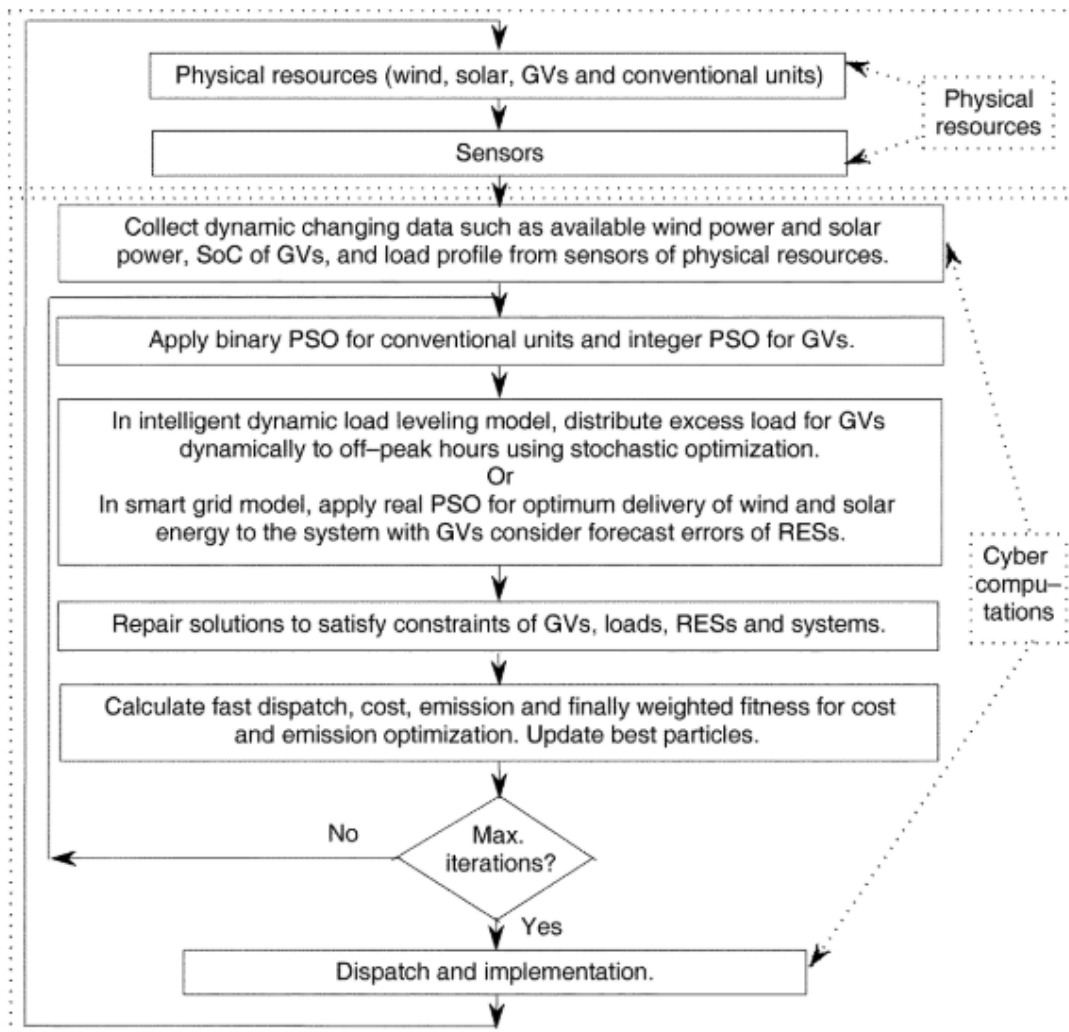 Physical resources (wind, solar, GVs and conventional units)
Physical
resources
Sensors
Collect dynamic changing data such as available wind power and solar
power, SoC of GVs, and load profile from sensors of physical resources.
Apply binary PSO for conventional units and integer PSO for GVs.
In intelligent dynamic load leveling model, distribute excess load for GVs
dynamically to off–peak hours using stochastic optimization.
Or
In smart grid model, apply real PSO for optimum delivery of wind and solar
energy to the system with GVs consider forecast errors of RESs.
Cyber
compu–
tations
Repair solutions to satisfy constraints of GVs, loads, RESs and systems.
Calculate fast dispatch, cost, emission and finally weighted fitness for cost
and emission optimization. Update best particles.
No
Max.
iterations?
Yes
Dispatch and implementation.